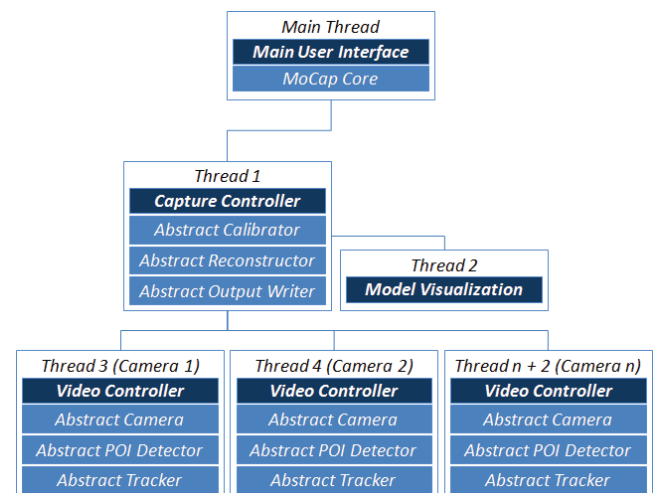 Main Thread
Main User Interface
MoCap Core
Thread 1
Capture Controller
Abstract Calibrator
Abstract Reconstructor
Abstract Output Writer
Thread 2
Model Visualization
Thread 3 (Camera 1)
Video Controller
Abstract Camera
Abstract POI Detector
Abstract Tracker
Thread 4 (Camera 2)
Video Controller
Abstract Camera
Abstract POI Detector
Abstract Tracker
Thread n + 2 (Camera n)
Video Controller
Abstract Camera
Abstract POI Detector
Abstract Tracker